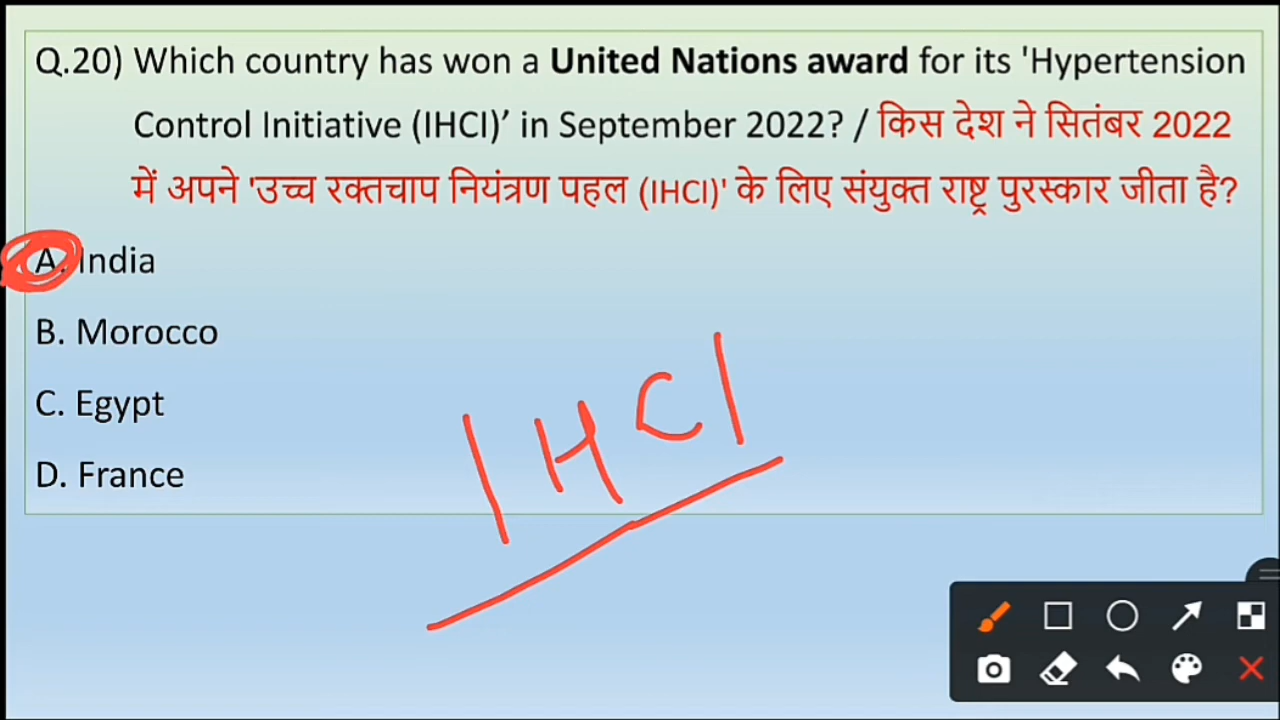 Q.20) Which country has won a United Nations award for its 'Hypertension
Control Initiative (IHCI)’ in September 2022? / किस देश ने सितंबर 2022
में अपने 'उच्च रक्तचाप नियंत्रण पहल (IHCI)' के लिए संयुक्त राष्ट्र पुरस्कार जीता है?
A. India
B. Morocco
C. Egypt
D. France
IHCI